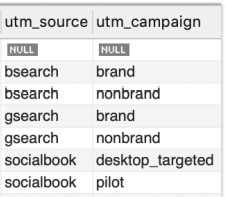 utm_source utm_campaign
NULL NULL
bsearch brand
bsearch nonbrand
gsearch brand
gsearch nonbrand
socialbook desktop_targeted
socialbook pilot